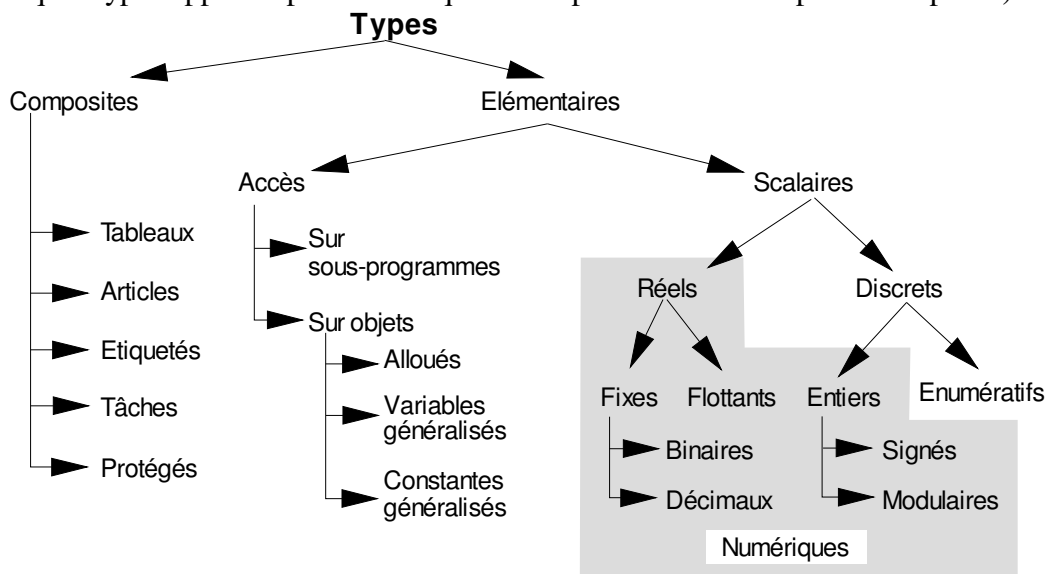 Types
Composites
Elémentaires
Accès
Scalaires
Tableaux
Sur
sous-programmes
Articles
Réels
Discrets
Sur objets
Etiquetés
Alloués
Tâches
Variables
généralisés
Fixes
Flottants
Entiers
Enumératifs
Protégés
Binaires
Signés
Constantes
généralisés
Décimaux
Modulaires
Numériques